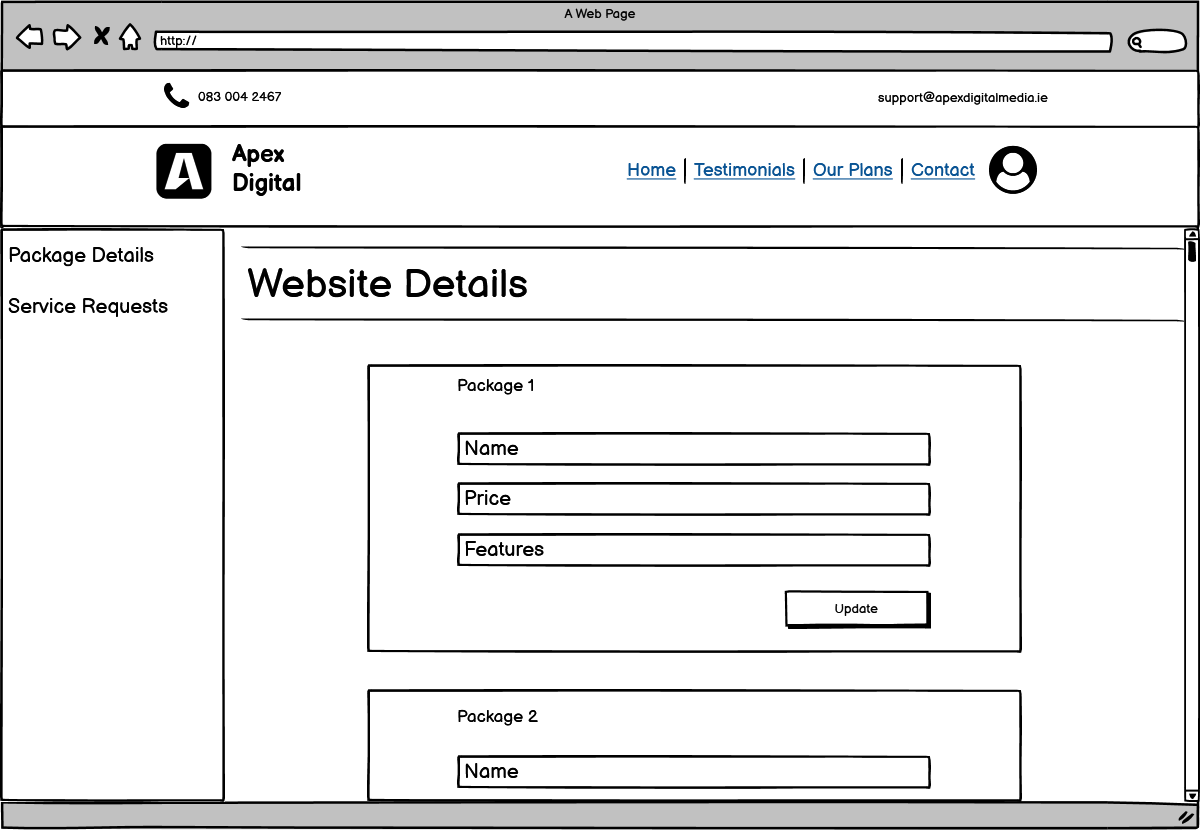 A Web Page
http://
083 004 2467
support@apexdigitalmedia.ie
A
Apex
Digital
Home
Testimonials
Our Plans
Contact
Package Details
Service Requests
Website Details
Package 1
Name
Price
Features
Update
Package 2
Name